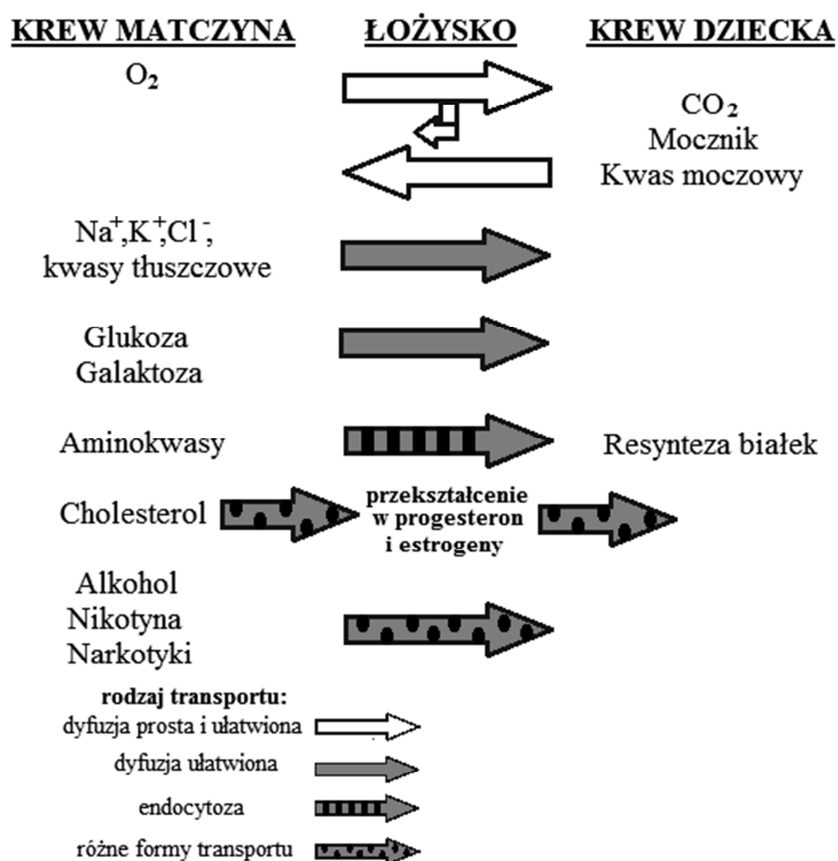 KREW MATCZYNA ŁOŻYSKO KREW DZIECKA
O₂
CO₂
Mocznik
Kwas moczowy
Na⁺,K⁺,Cl⁻,
kwasy tłuszczowe
Glukoza
Galaktoza
Aminokwasy
Resynteza białek
Cholesterol
przekształcenie
w progesteron
i estrogeny
Alkohol
Nikotyna
Narkotyki
rodzaj transportu:
dyfuzja prosta i ułatwiona
dyfuzja ułatwiona
endocytoza
różne formy transportu